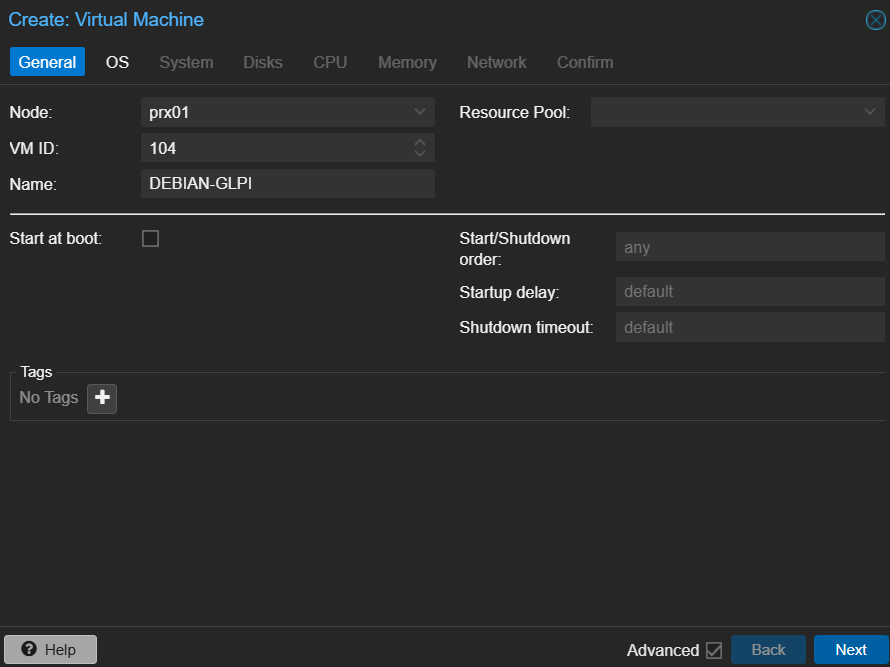 Create: Virtual Machine
General OS System Disks CPU Memory Network Confirm
Node: prx01 Resource Pool:
VM ID: 104
Name: DEBIAN-GLPI
Start at boot: Start/Shutdown order: any
Startup delay: default
Shutdown timeout: default
Tags
No Tags
Help Advanced Back Next